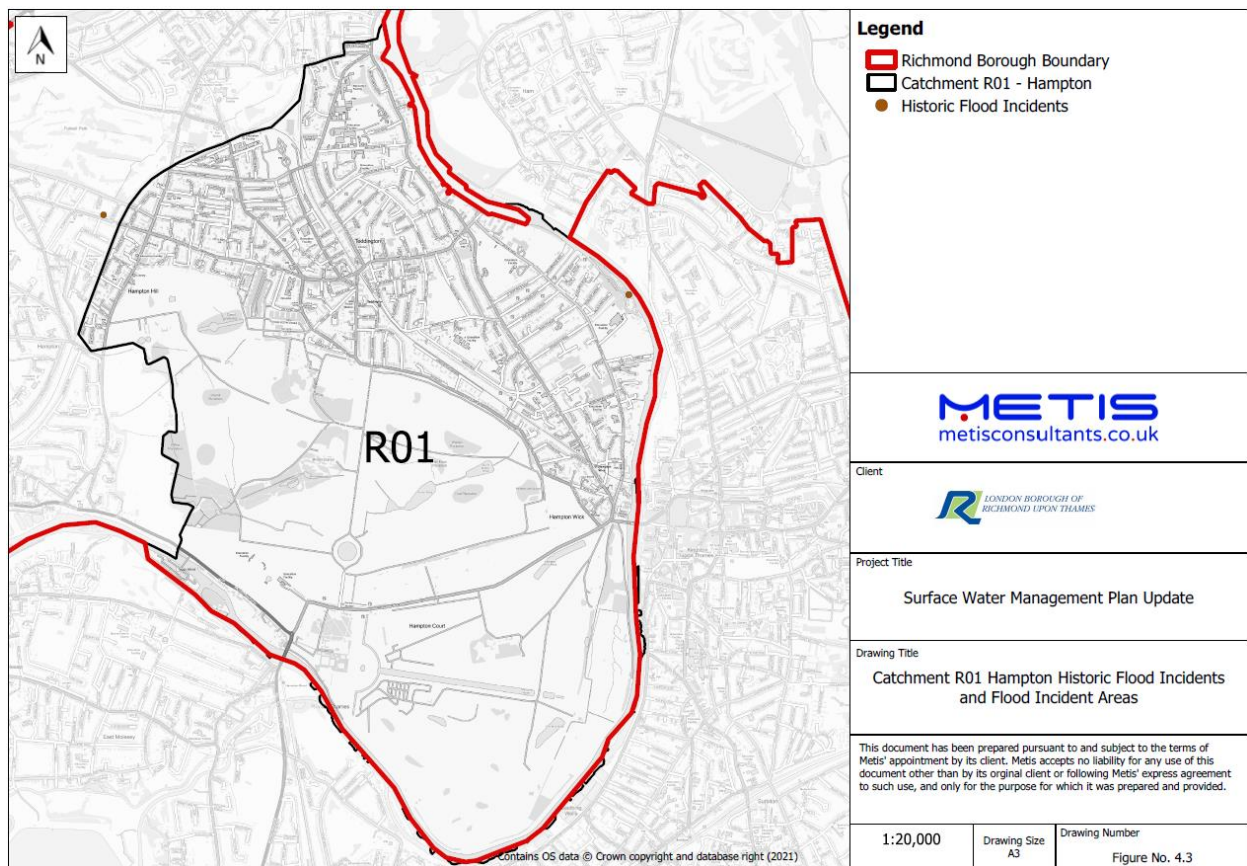 N
Ham
Teddington
Hampton Hill
R01
Hampton Wick
Hampton Court
East Molesey
Contains OS data © Crown copyright and database right (2021)
Legend
Richmond Borough Boundary
Catchment R01 - Hampton
Historic Flood Incidents
METIS
metisconsultants.co.uk
Client
LONDON BOROUGH OF
RICHMOND UPON THAMES
Project Title
Surface Water Management Plan Update
Drawing Title
Catchment R01 Hampton Historic Flood Incidents
and Flood Incident Areas
This document has been prepared pursuant to and subject to the terms of
Metis' appointment by its client. Metis accepts no liability for any use of this
document other than by its orginal client or following Metis' express agreement
to such use, and only for the purpose for which it was prepared and provided.
1:20,000
Drawing Size
A3
Drawing Number
Figure No. 4.3